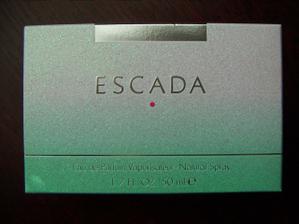 ESCADA
Eau de Parfum Vaporisateur - Natural Spray
1.7 FL.OZ. 50 ml e